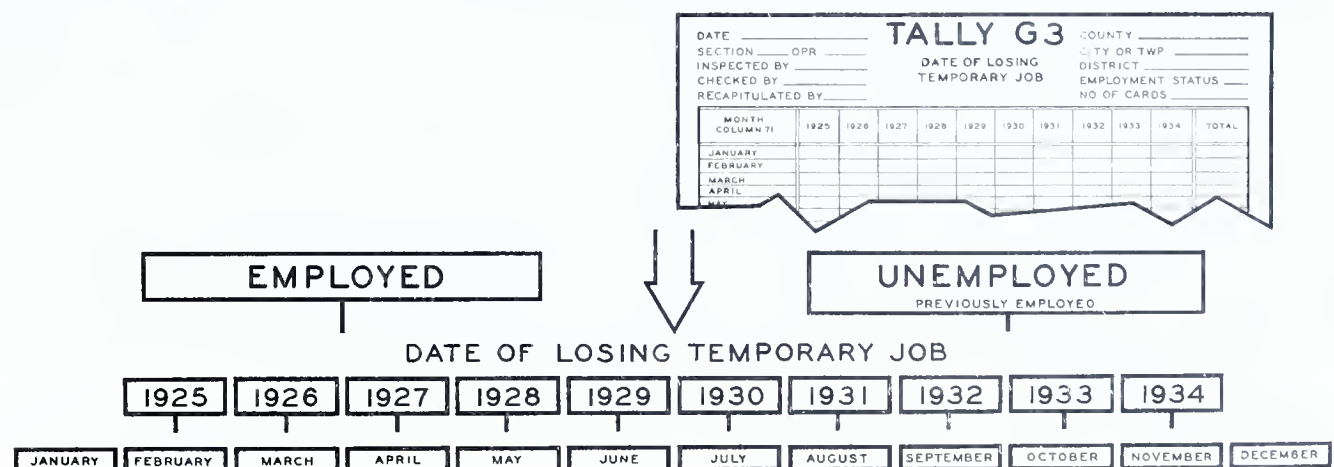 DATE
TALLY G3
COUNTY
SECTION OPR
CITY OR TWP
INSPECTED BY
DATE OF LOSING
DISTRICT
CHECKED BY
TEMPORARY JOB
EMPLOYMENT STATUS
RECAPITULATED BY
NO OF CARDS
MONTH
COLUMN 71
1925 1926 1927 1928 1929 1930 1931 1932 1933 1934 TOTAL
JANUARY
FEBRUARY
MARCH
APRIL
MAY
EMPLOYED
UNEMPLOYED
PREVIOUSLY EMPLOYED
DATE OF LOSING TEMPORARY JOB
1925 1926 1927 1928 1929 1930 1931 1932 1933 1934
JANUARY FEBRUARY MARCH APRIL MAY JUNE JULY AUGUST SEPTEMBER OCTOBER NOVEMBER DECEMBER